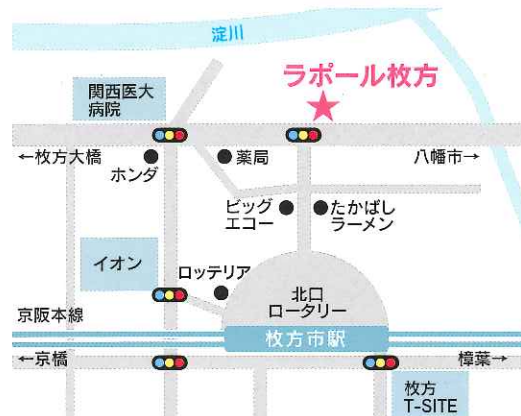 淀川
ラポール枚方
関西医大
病院
←枚方大橋
ホンダ
薬局
八幡市→
ビッグ
エコー
たかばし
ラーメン
イオン
ロッテリア
北口
ロータリー
京阪本線
枚方市駅
←京橋
樟葉→
枚方
T-SITE